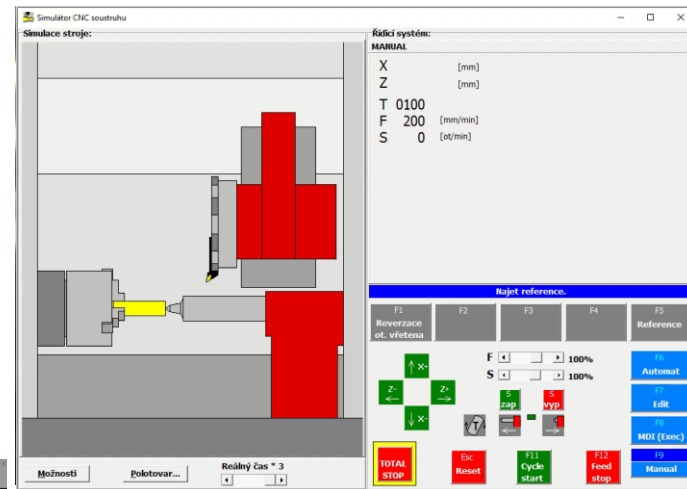 Simulátor CNC soustruhu
Simulace stroje:
Řídicí systém:
MANUAL
X [mm]
Z [mm]
T 0100
F 200 [mm/min]
S 0 [ot/min]
Najet reference.
F1 F2 F3 F4 F5
Reverzace
ot. vřetena
Reference
F 100%
S 100%
F6
Automat
F7
Edit
F8
MDI (Exec)
F9
Manual
X-
Z-
Z+
X-
S
zap
S
vyp
T
TOTAL
STOP
Esc
Reset
F11
Cycle
start
F12
Feed
stop
Možnosti
Polotovar...
Reálný čas * 3